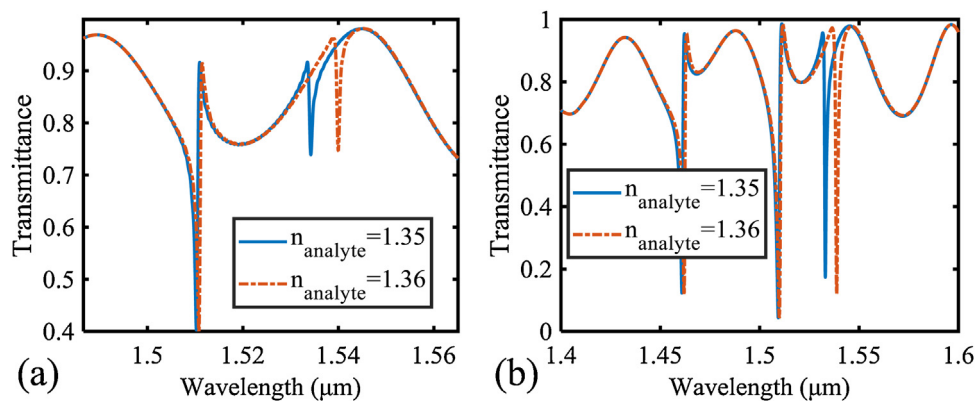 (a)
Transmittance
0.9
0.8
0.7
0.6
0.5
0.4
1.5
1.52
1.54
1.56
Wavelength (μm)
n_analyte=1.35
n_analyte=1.36
(b)
Transmittance
1
0.8
0.6
0.4
0.2
0
1.4
1.45
1.5
1.55
1.6
Wavelength (μm)
n_analyte=1.35
n_analyte=1.36